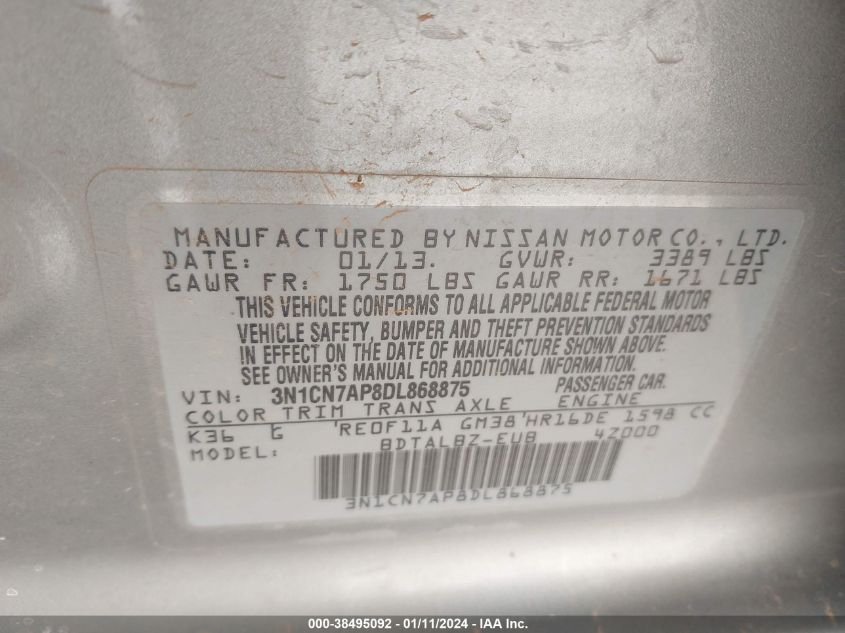 MANUFACTURED BY NISSAN MOTOR CO., LTD.
DATE: 01/13. GVWR: 3389 LBS
GAWR FR: 1750 LBS GAWR RR: 1671 LBS
THIS VEHICLE CONFORMS TO ALL APPLICABLE FEDERAL MOTOR
VEHICLE SAFETY, BUMPER AND THEFT PREVENTION STANDARDS
IN EFFECT ON THE DATE OF MANUFACTURE SHOWN ABOVE.
SEE OWNER'S MANUAL FOR ADDITIONAL INFORMATION.
VIN: 3N1CN7AP8DL868875 PASSENGER CAR.
COLOR TRIM TRANS AXLE ENGINE
K36 G 'RE0F11A GM38'HR16DE 1598 CC
MODEL: BDTALBZ-EUB 42000
3N1CN7AP8DL868875
000-38495092 - 01/11/2024 - IAA Inc.